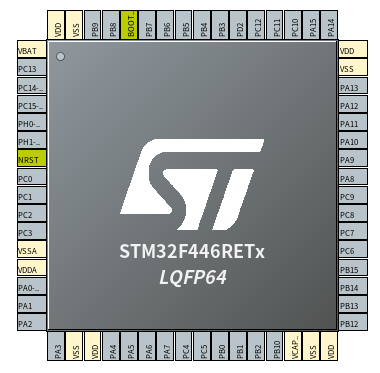 VDD VSS PB9 PB8 BOOT.. PB7 PB6 PB5 PB4 PB3 PD2 PC12 PC11 PC10 PA15 PA14
VBAT
PC13
PC14-..
PC15-..
PH0-..
PH1-..
NRST
PC0
PC1
PC2
PC3
VSSA
VDDA
PA0-..
PA1
PA2
VDD
VSS
PA13
PA12
PA11
PA10
PA9
PA8
PC9
PC8
PC7
PC6
PB15
PB14
PB13
PB12
ST
STM32F446RETx
LQFP64
PA3 VSS VDD PA4 PA5 PA6 PA7 PC4 PC5 PB0 PB1 PB2 PB10 VCAP.. VSS VDD